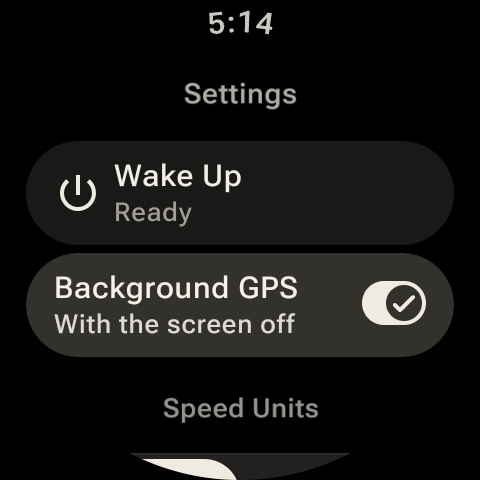 5:14
Settings
Wake Up
Ready
Background GPS
With the screen off
Speed Units